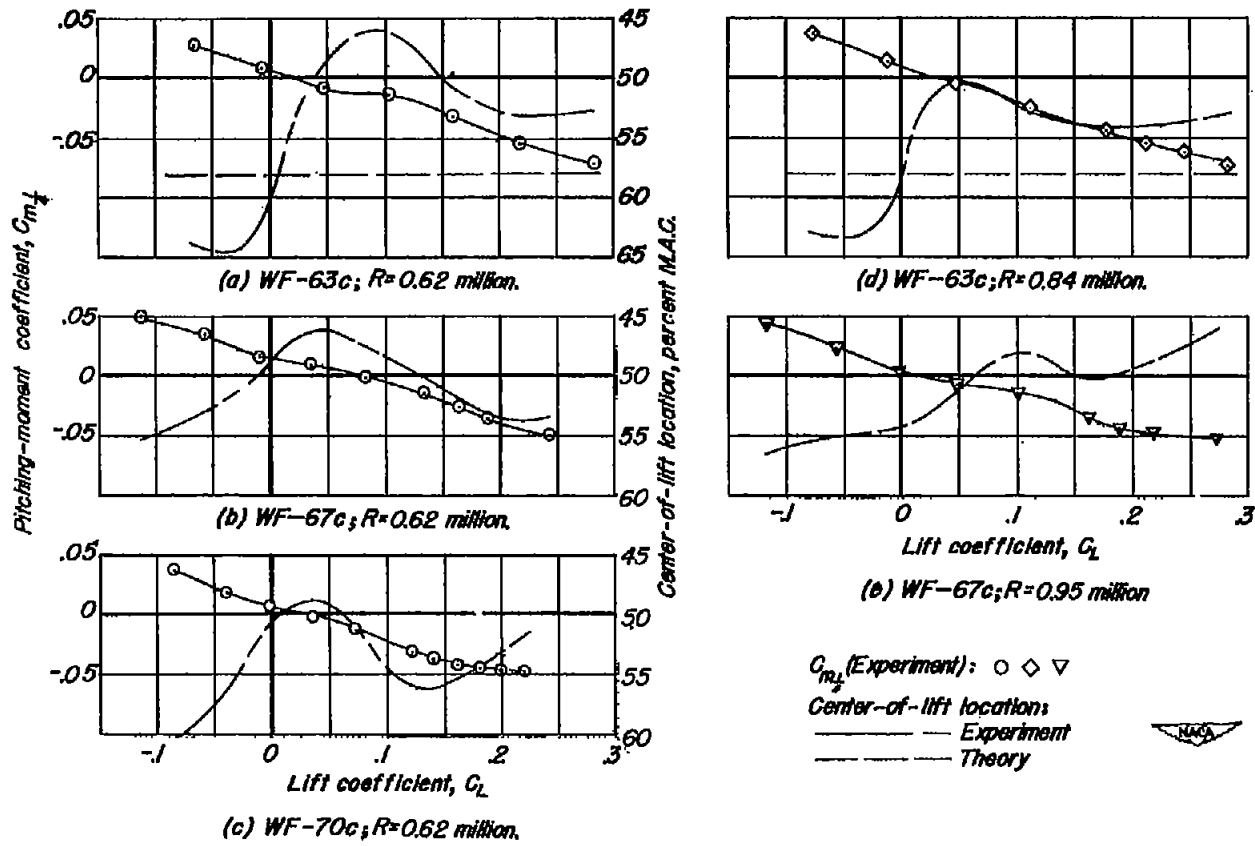 Pitching-moment coefficient, Cm¼
.05
0
-.05
45
50
55
60
65
(a) WF-63c; R=0.62 million.
.05
0
-.05
45
50
55
60
(b) WF-67c; R=0.62 million.
.05
0
-.05
45
50
55
60
-.1 0 .1 .2 .3
Lift coefficient, CL
(c) WF-70c; R=0.62 million.
Center-of-lift location, percent M.A.C.
(d) WF-63c; R=0.84 million.
-.1 0 .1 .2 .3
Lift coefficient, CL
(e) WF-67c; R=0.95 million
Cm¼ (Experiment):
Center-of-lift location:
Experiment
Theory
NACA